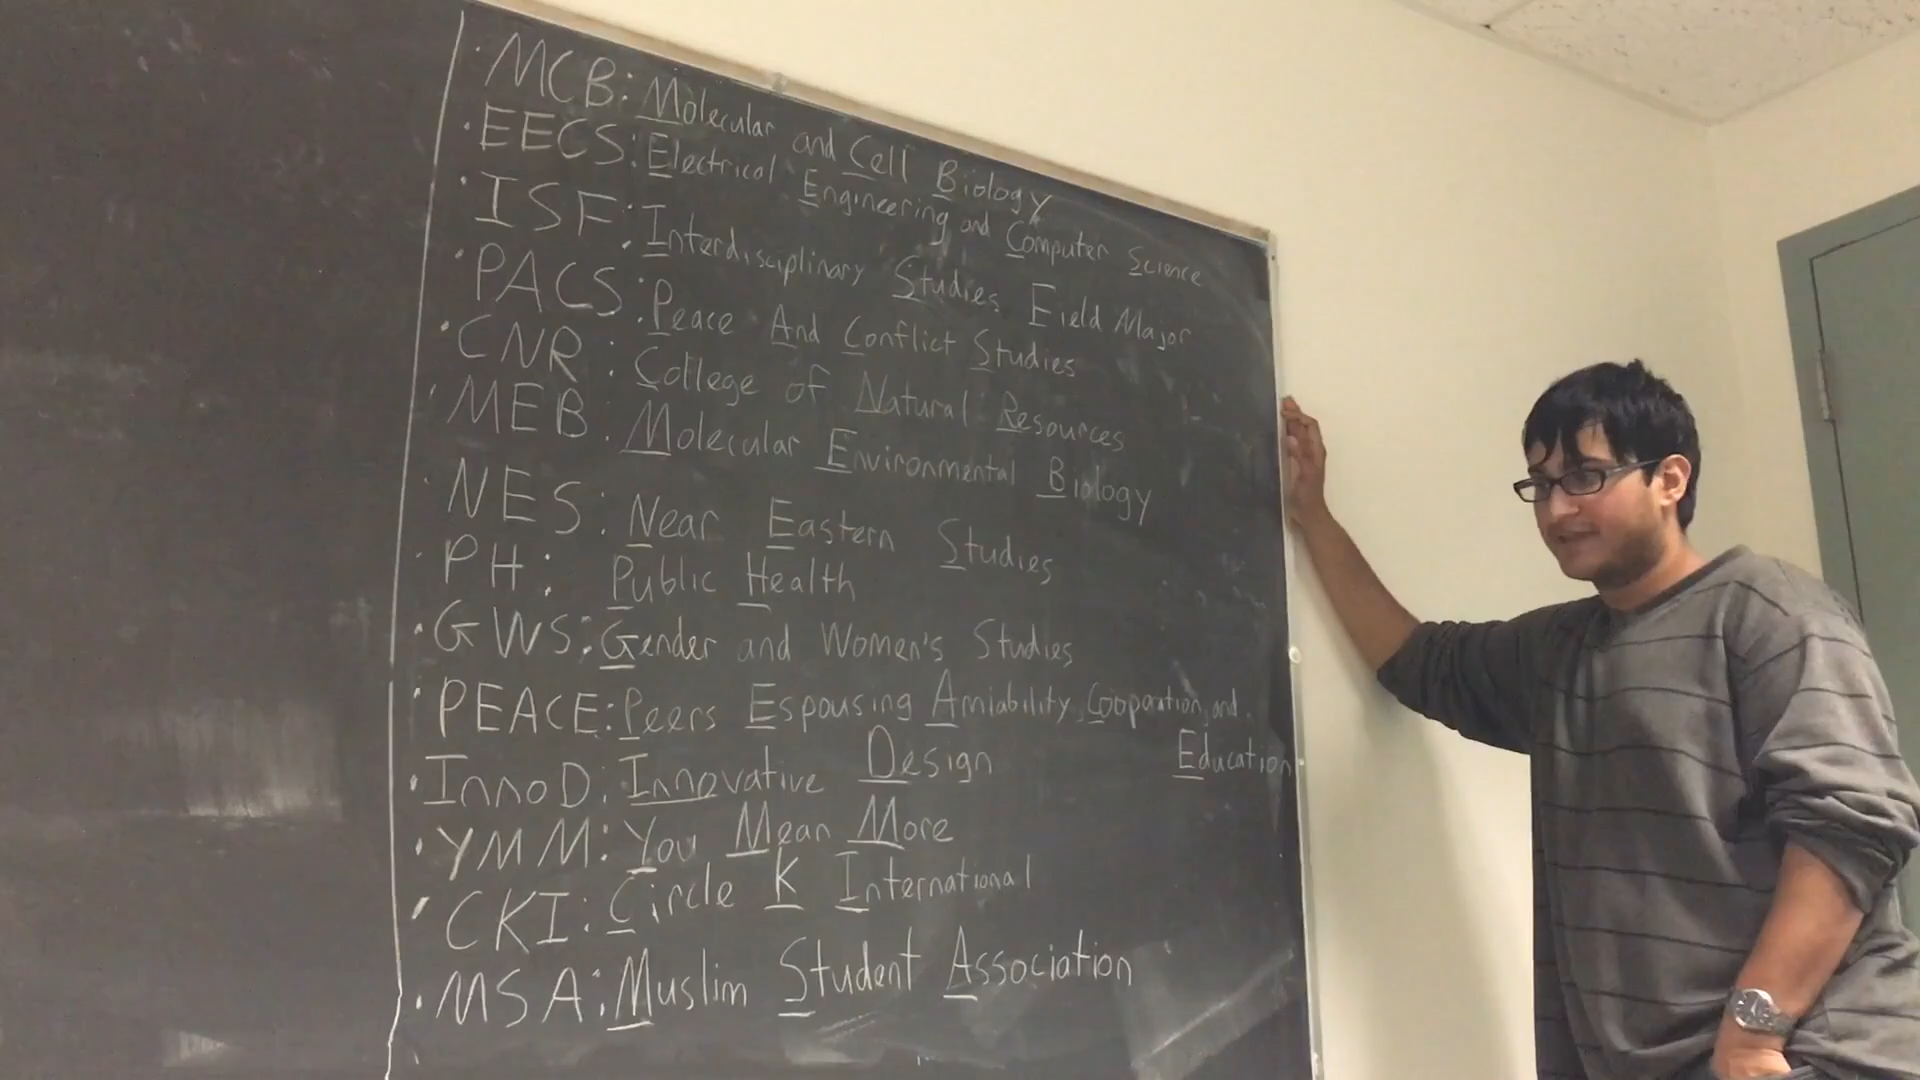 · MCB: Molecular and Cell Biology
· EECS: Electrical Engineering and Computer Science
· ISF: Interdisciplinary Studies Field Major
· PACS: Peace And Conflict Studies
· CNR: College of Natural Resources
· MEB: Molecular Environmental Biology
· NES: Near Eastern Studies
· PH: Public Health
· GWS: Gender and Women's Studies
· PEACE: Peers Espousing Amiability, Cooperation, and
Education
· InnoD: Innovative Design
· YMM: You Mean More
· CKI: Circle K International
· MSA: Muslim Student Association